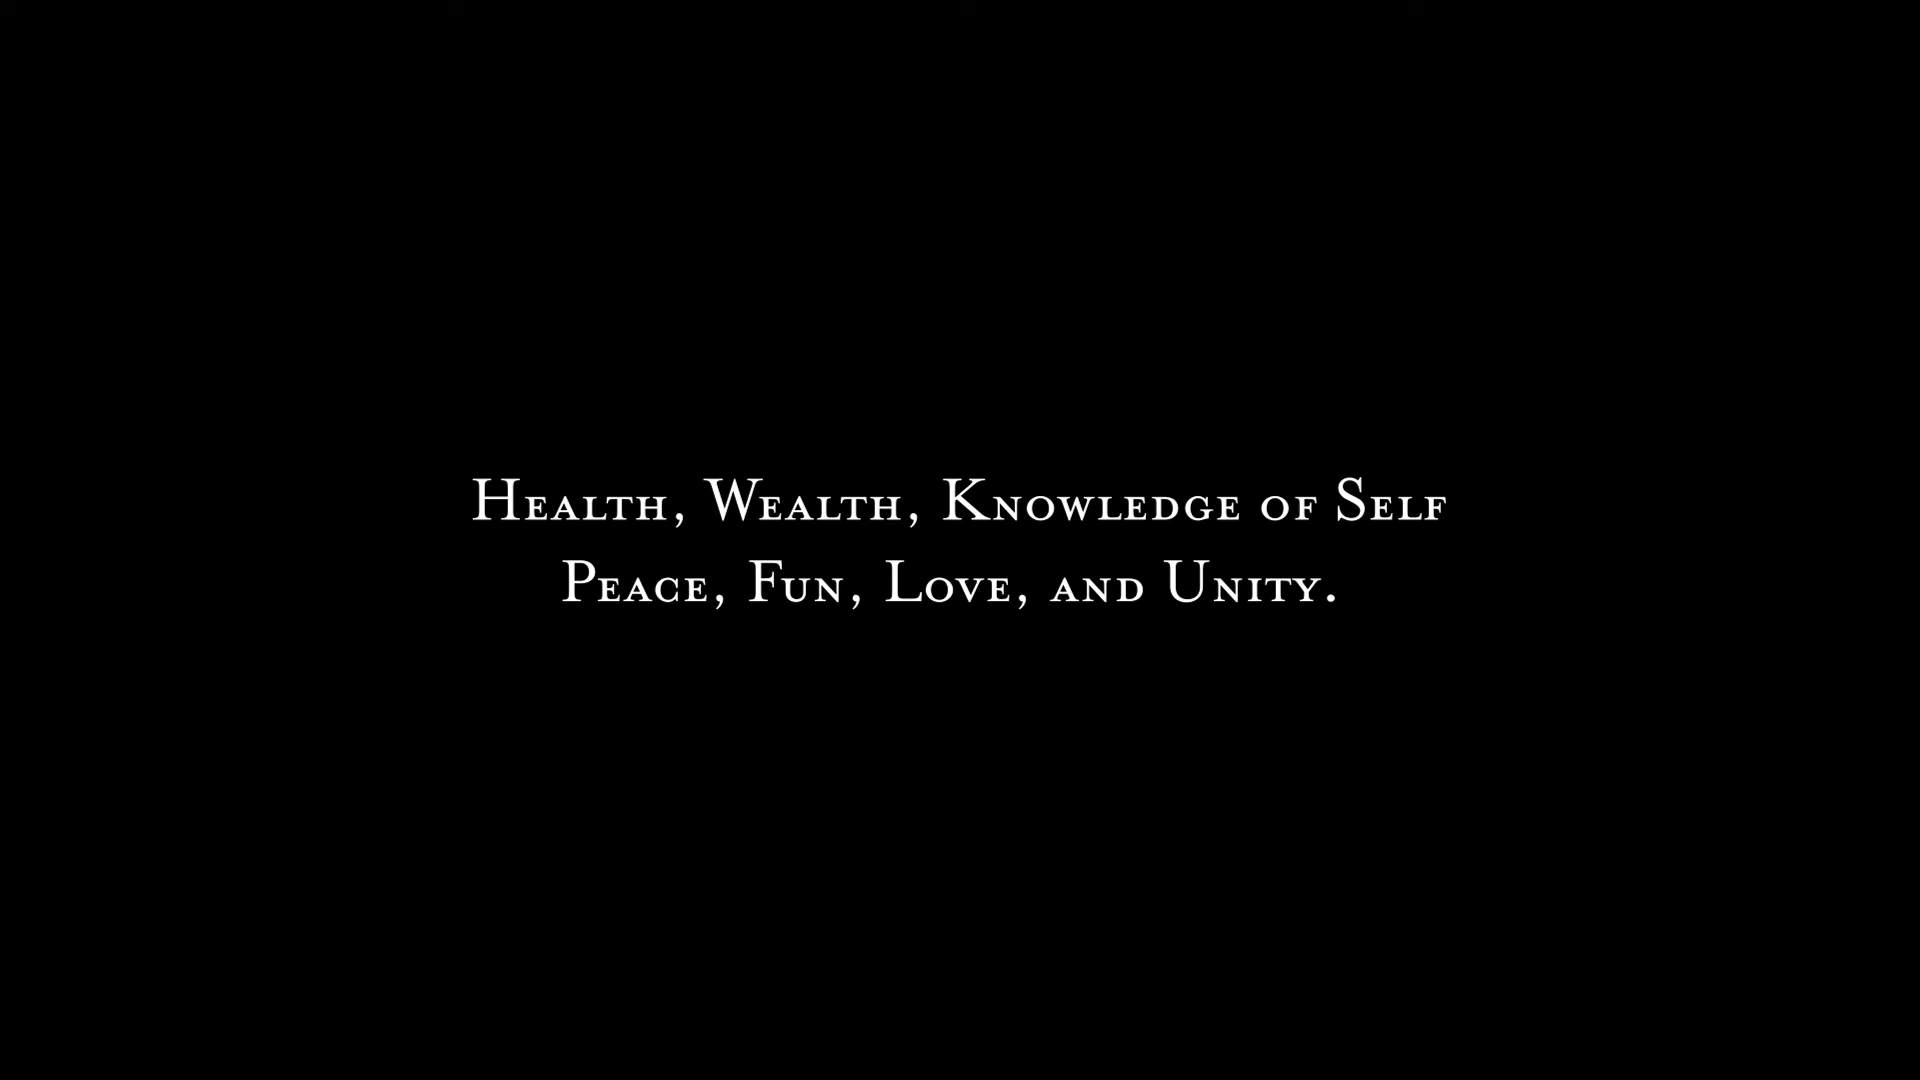 Health, Wealth, Knowledge of Self
Peace, Fun, Love, and Unity.